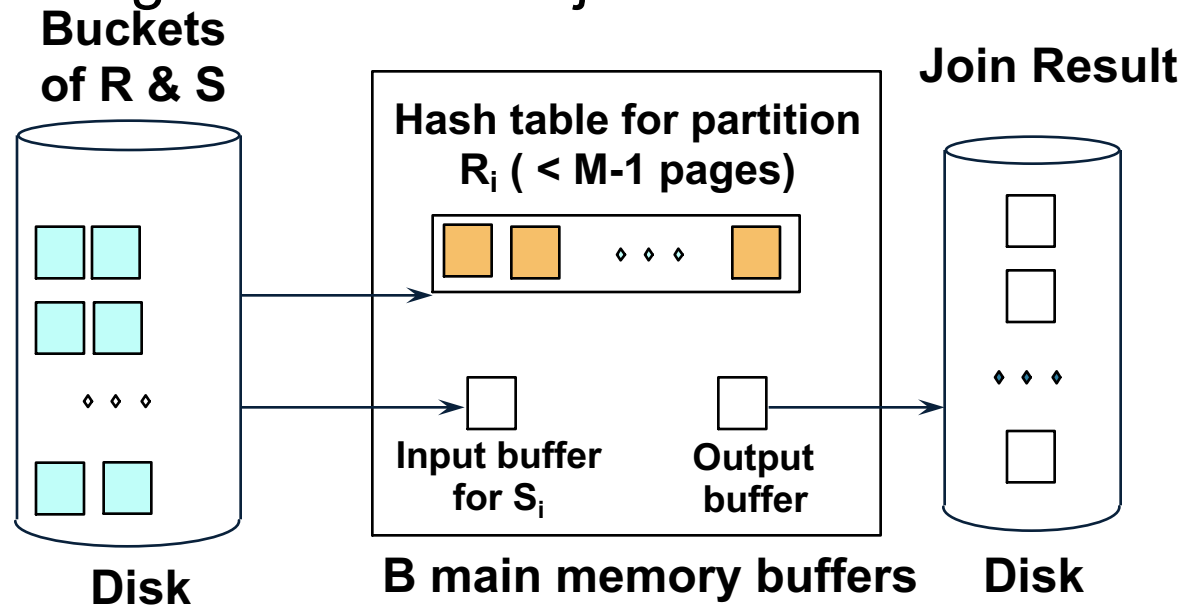 Buckets
of R & S
Join Result
Hash table for partition
Rᵢ ( < M-1 pages)
Input buffer
for Sᵢ
Output
buffer
Disk
B main memory buffers
Disk